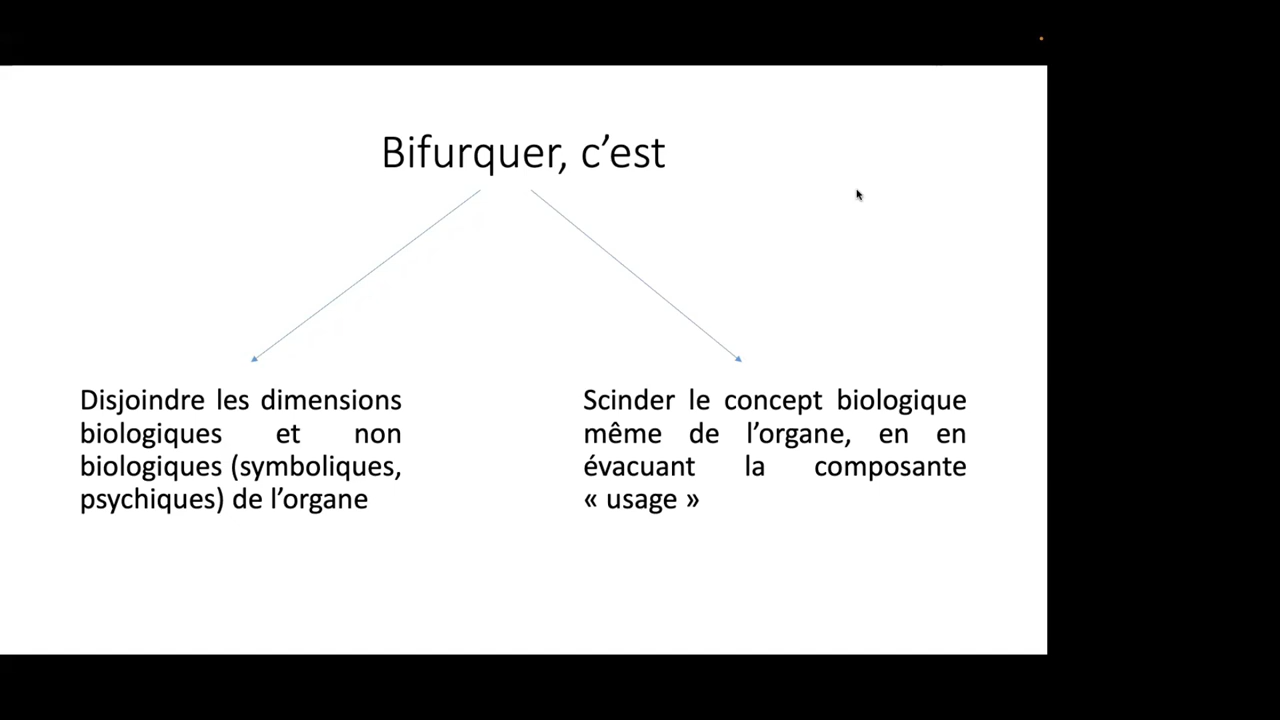 Bifurquer, c’est
Disjoindre les dimensions
biologiques et non
biologiques (symboliques,
psychiques) de l’organe
Scinder le concept biologique
même de l’organe, en en
évacuant la composante
« usage »